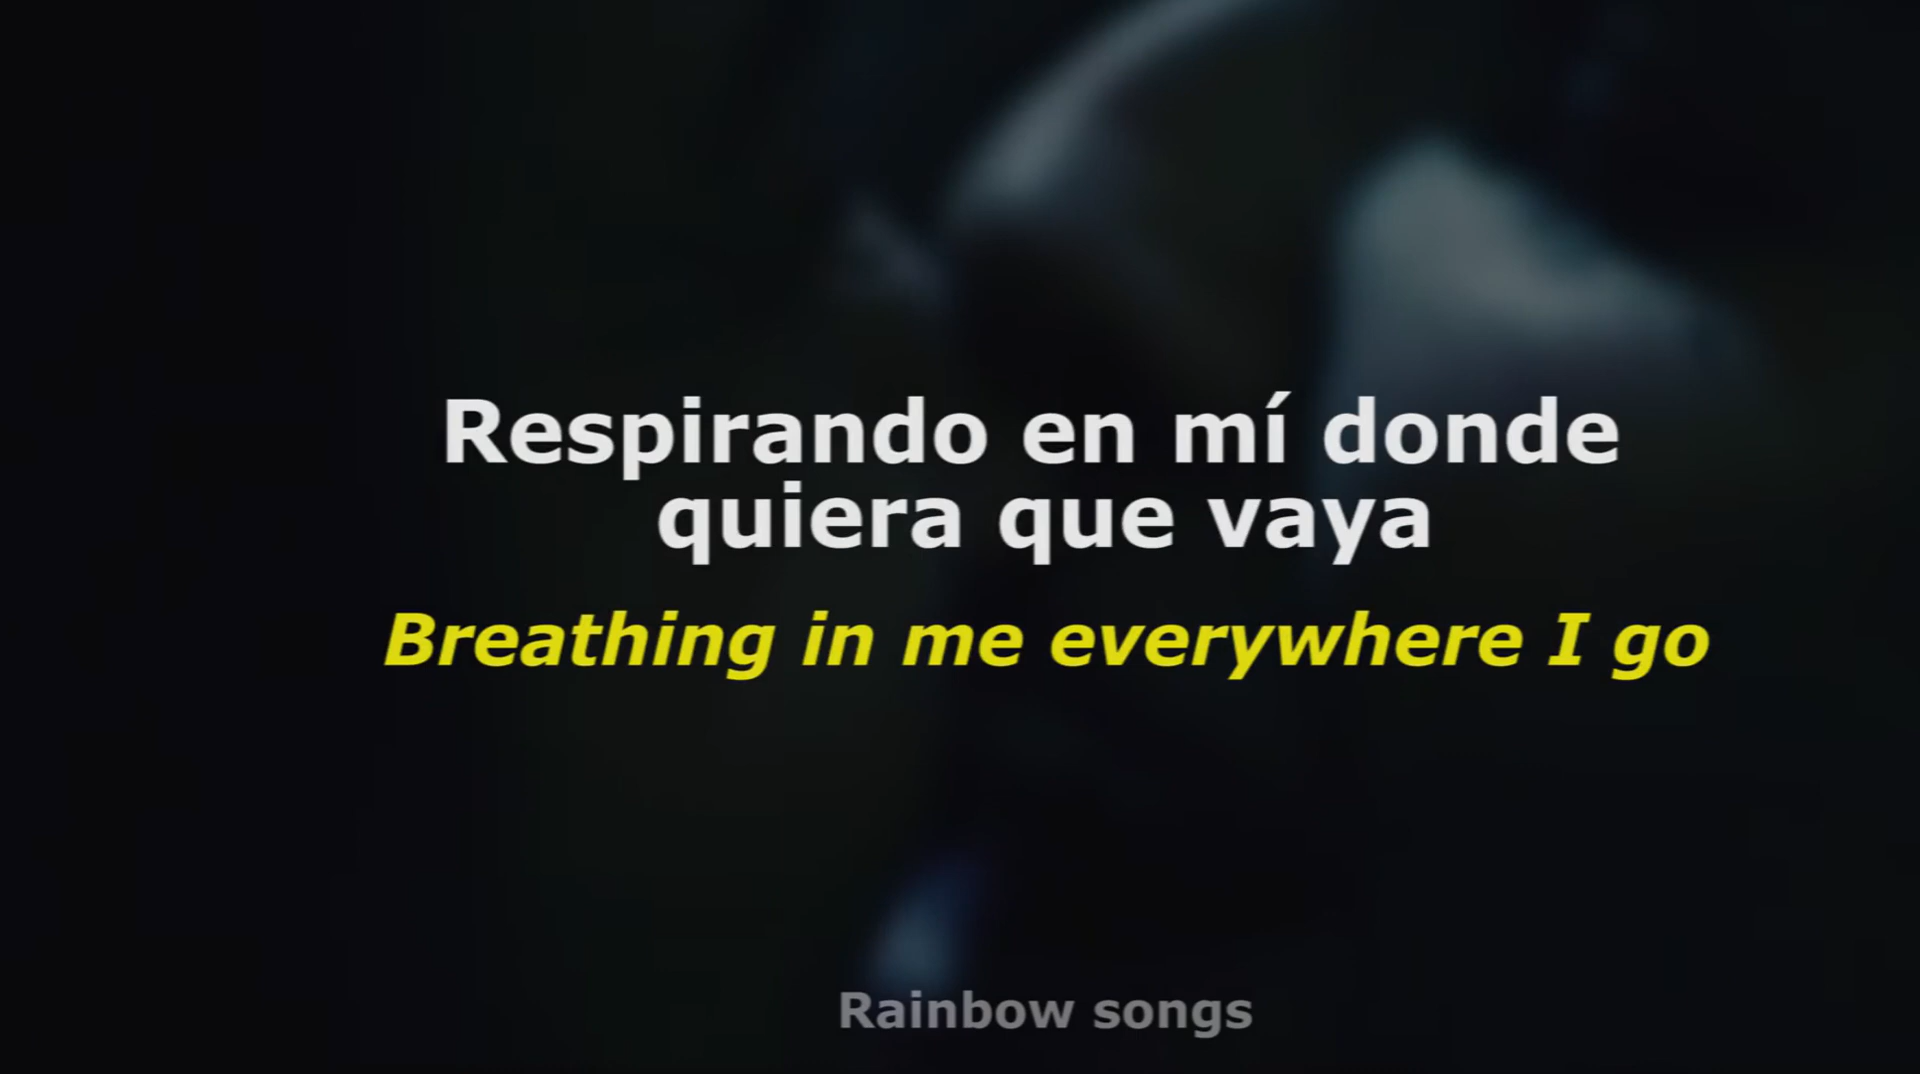 Respirando en mí donde
quiera que vaya
Breathing in me everywhere I go
Rainbow songs